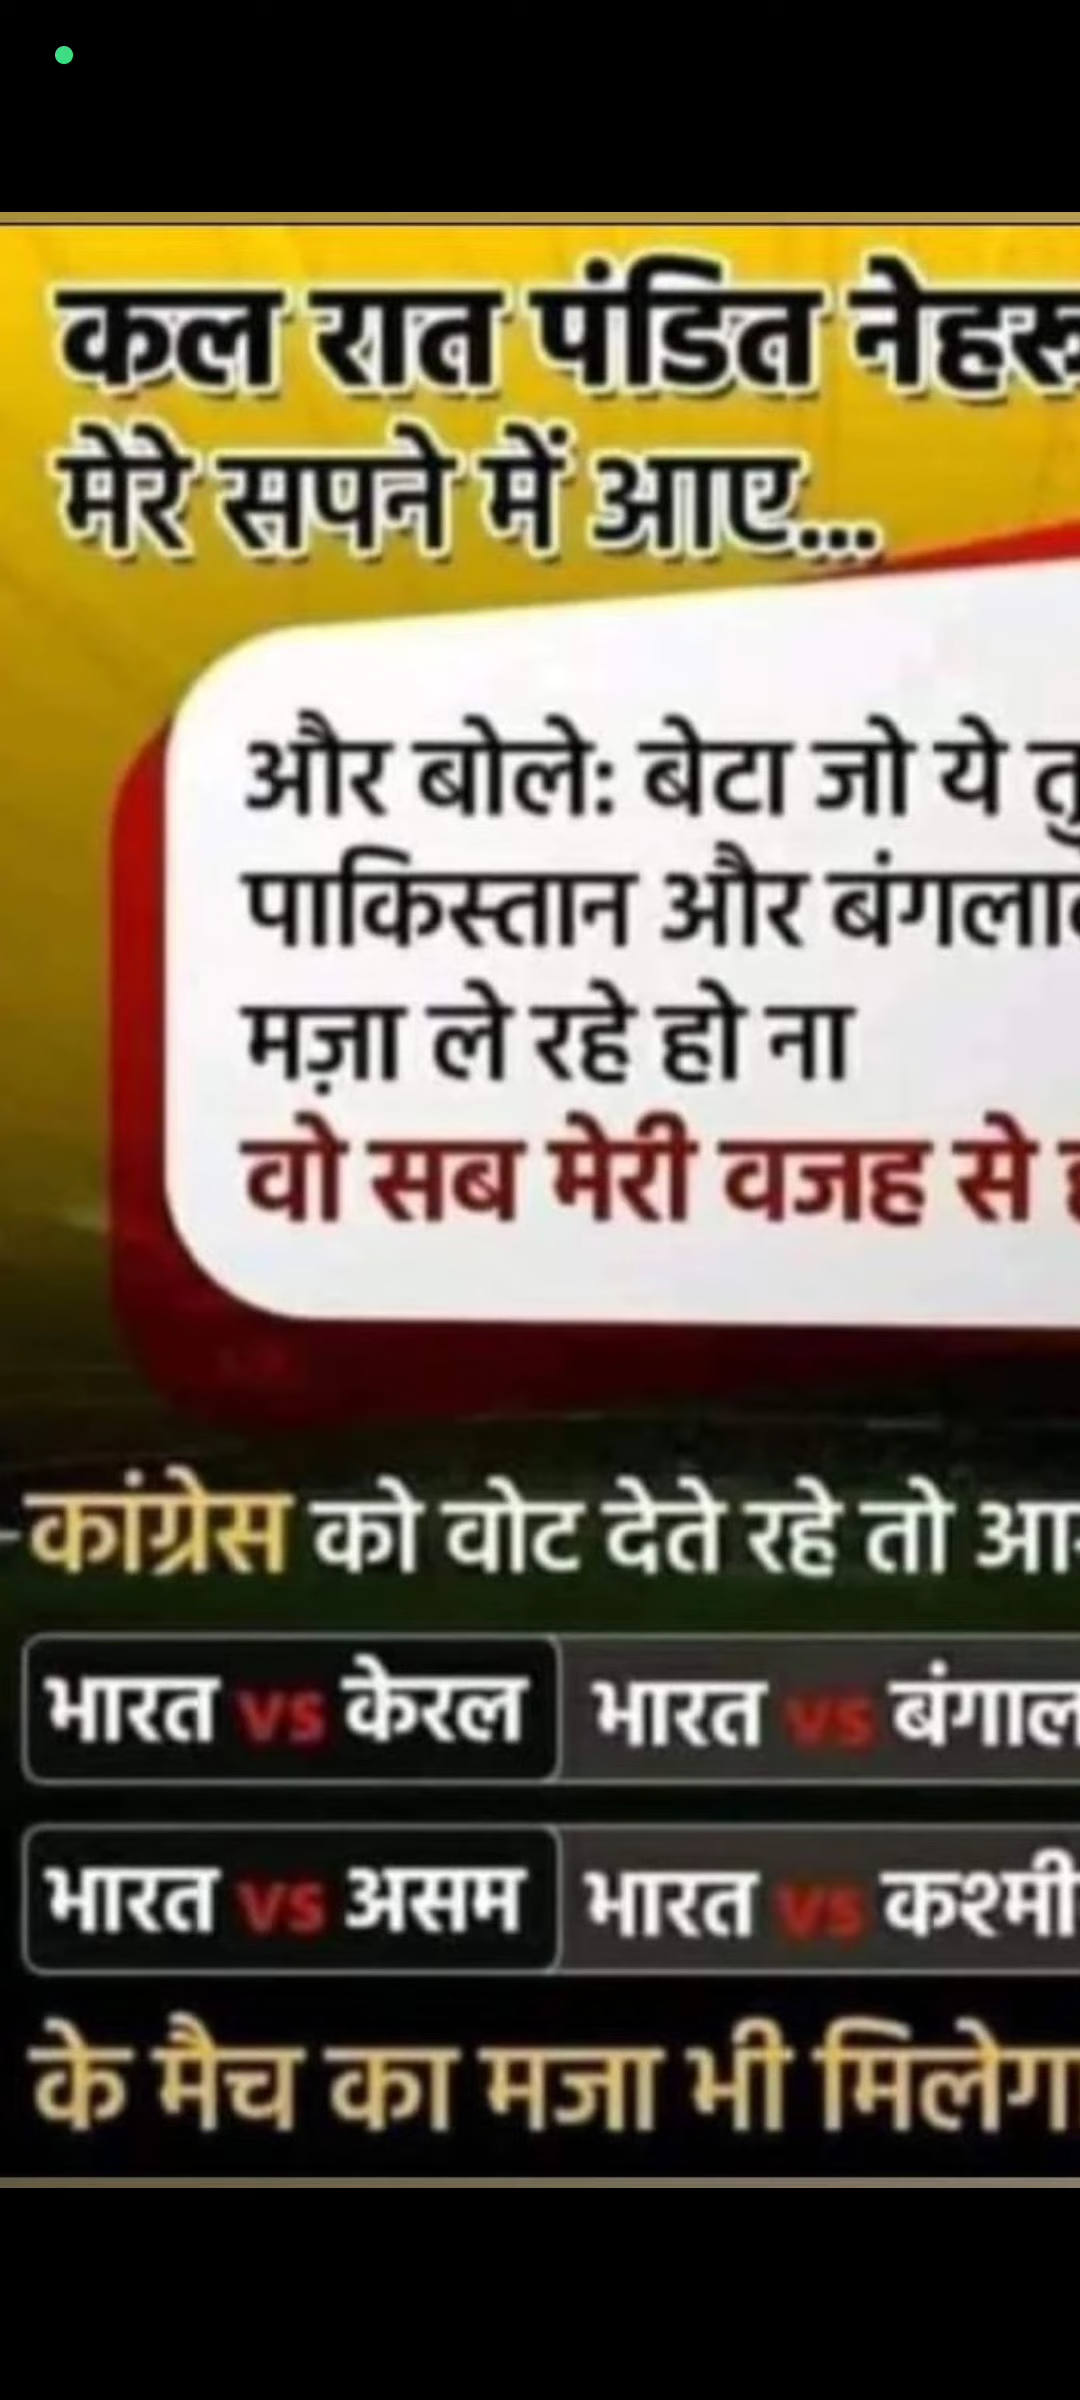 कल रात पंडित नेहरू
मेरे सपने में आए...
और बोले: बेटा जो ये
पाकिस्तान और
मज़ा ले रहे हो ना
वो सब मेरी वजह से
कांग्रेस को वोट देते रहे तो
भारत vs केरल भारत vs बंगाल
भारत vs असम भारत vs
के मैच का मजा भी मिलेगा